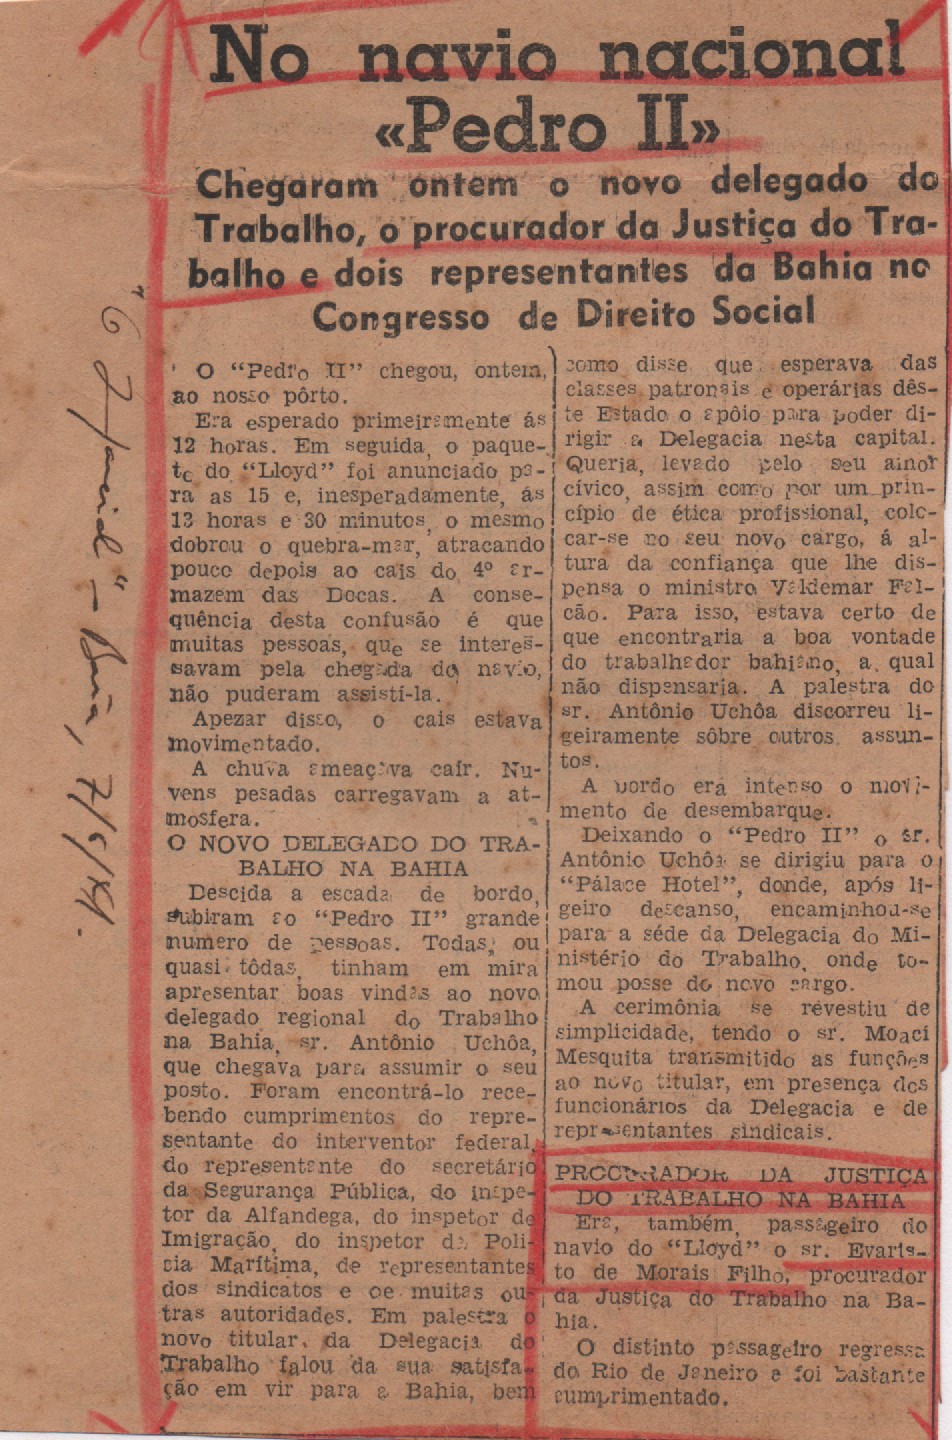 No navio nacional
«Pedro II»
Chegaram ontem o novo delegado do
Trabalho, o procurador da Justiça do Tra-
balho e dois representantes da Bahia no
Congresso de Direito Social
O "Pedro II" chegou, ontem,
ao nosso pôrto.
Era esperado primeiramente ás
12 horas. Em seguida, o paque-
te do "Lloyd" foi anunciado pa-
ra as 15 e, inesperadamente, ás
13 horas e 30 minutos, o mesmo
dobrou o quebra-mar, atracando
pouco depois ao cais do 4º ar-
mazem das Docas. A conse-
quência desta confusão é que
muitas pessoas, que se interes-
savam pela chegada do navio,
não puderam assistí-la.
Apezar disso, o cais estava
movimentado.
A chuva ameaçava caír. Nu-
vens pesadas carregavam a at-
mosfera.
O NOVO DELEGADO DO TRA-
BALHO NA BAHIA
Descida a escada de bordo,
subiram ao "Pedro II" grande
numero de pessoas. Todas, ou
quasi tôdas, tinham em mira
apresentar boas vindas ao novo
delegado regional do Trabalho
na Bahia, sr. Antônio Uchôa,
que chegava para assumir o seu
posto. Foram encontrá-lo rece-
bendo cumprimentos do repre-
sentante do interventor federal,
do representante do secretário
da Segurança Pública, do inspe-
tor da Alfandega, do inspetor de
Imigração, do inspetor da Poli-
cia Marítima, de representantes
dos sindicatos e de muitas ou-
tras autoridades. Em palestra o
novo titular da Delegacia do
Trabalho falou da sua satisfa-
ção em vir para a Bahia, bem
como disse que esperava das
classes patronais e operárias dês-
te Estado o apôio para poder di-
rigir a Delegacia nesta capital.
Queria, levado pelo seu amor
cívico, assim como por um prin-
cípio de ética profissional, colo-
car-se no seu novo cargo, á al-
tura da confiança que lhe dis-
pensa o ministro Valdemar Fal-
cão. Para isso, estava certo de
que encontraria a boa vontade
do trabalhador bahiano, a qual
não dispensaria. A palestra do
sr. Antônio Uchôa discorreu li-
geiramente sôbre outros assun-
tos.
A bordo era intenso o movi-
mento de desembarque.
Deixando o "Pedro II" o sr.
Antônio Uchôa se dirigiu para o
"Pálace Hotel", donde, após li-
geiro descanso, encaminhou-se
para a séde da Delegacia do Mi-
nistério do Trabalho, onde to-
mou posse do novo cargo.
A cerimônia se revestiu de
simplicidade, tendo o sr. Moaci
Mesquita transmitido as funções
ao novo titular, em presença dos
funcionários da Delegacia e de
representantes sindicais.
PROCURADOR DA JUSTIÇA
DO TRABALHO NA BAHIA
Era, também, passageiro do
navio do "Lloyd" o sr. Evaris-
to de Morais Filho, procurador
da Justiça do Trabalho na Ba-
hia.
O distinto passageiro regressa
do Rio de Janeiro e foi bastante
cumprimentado.